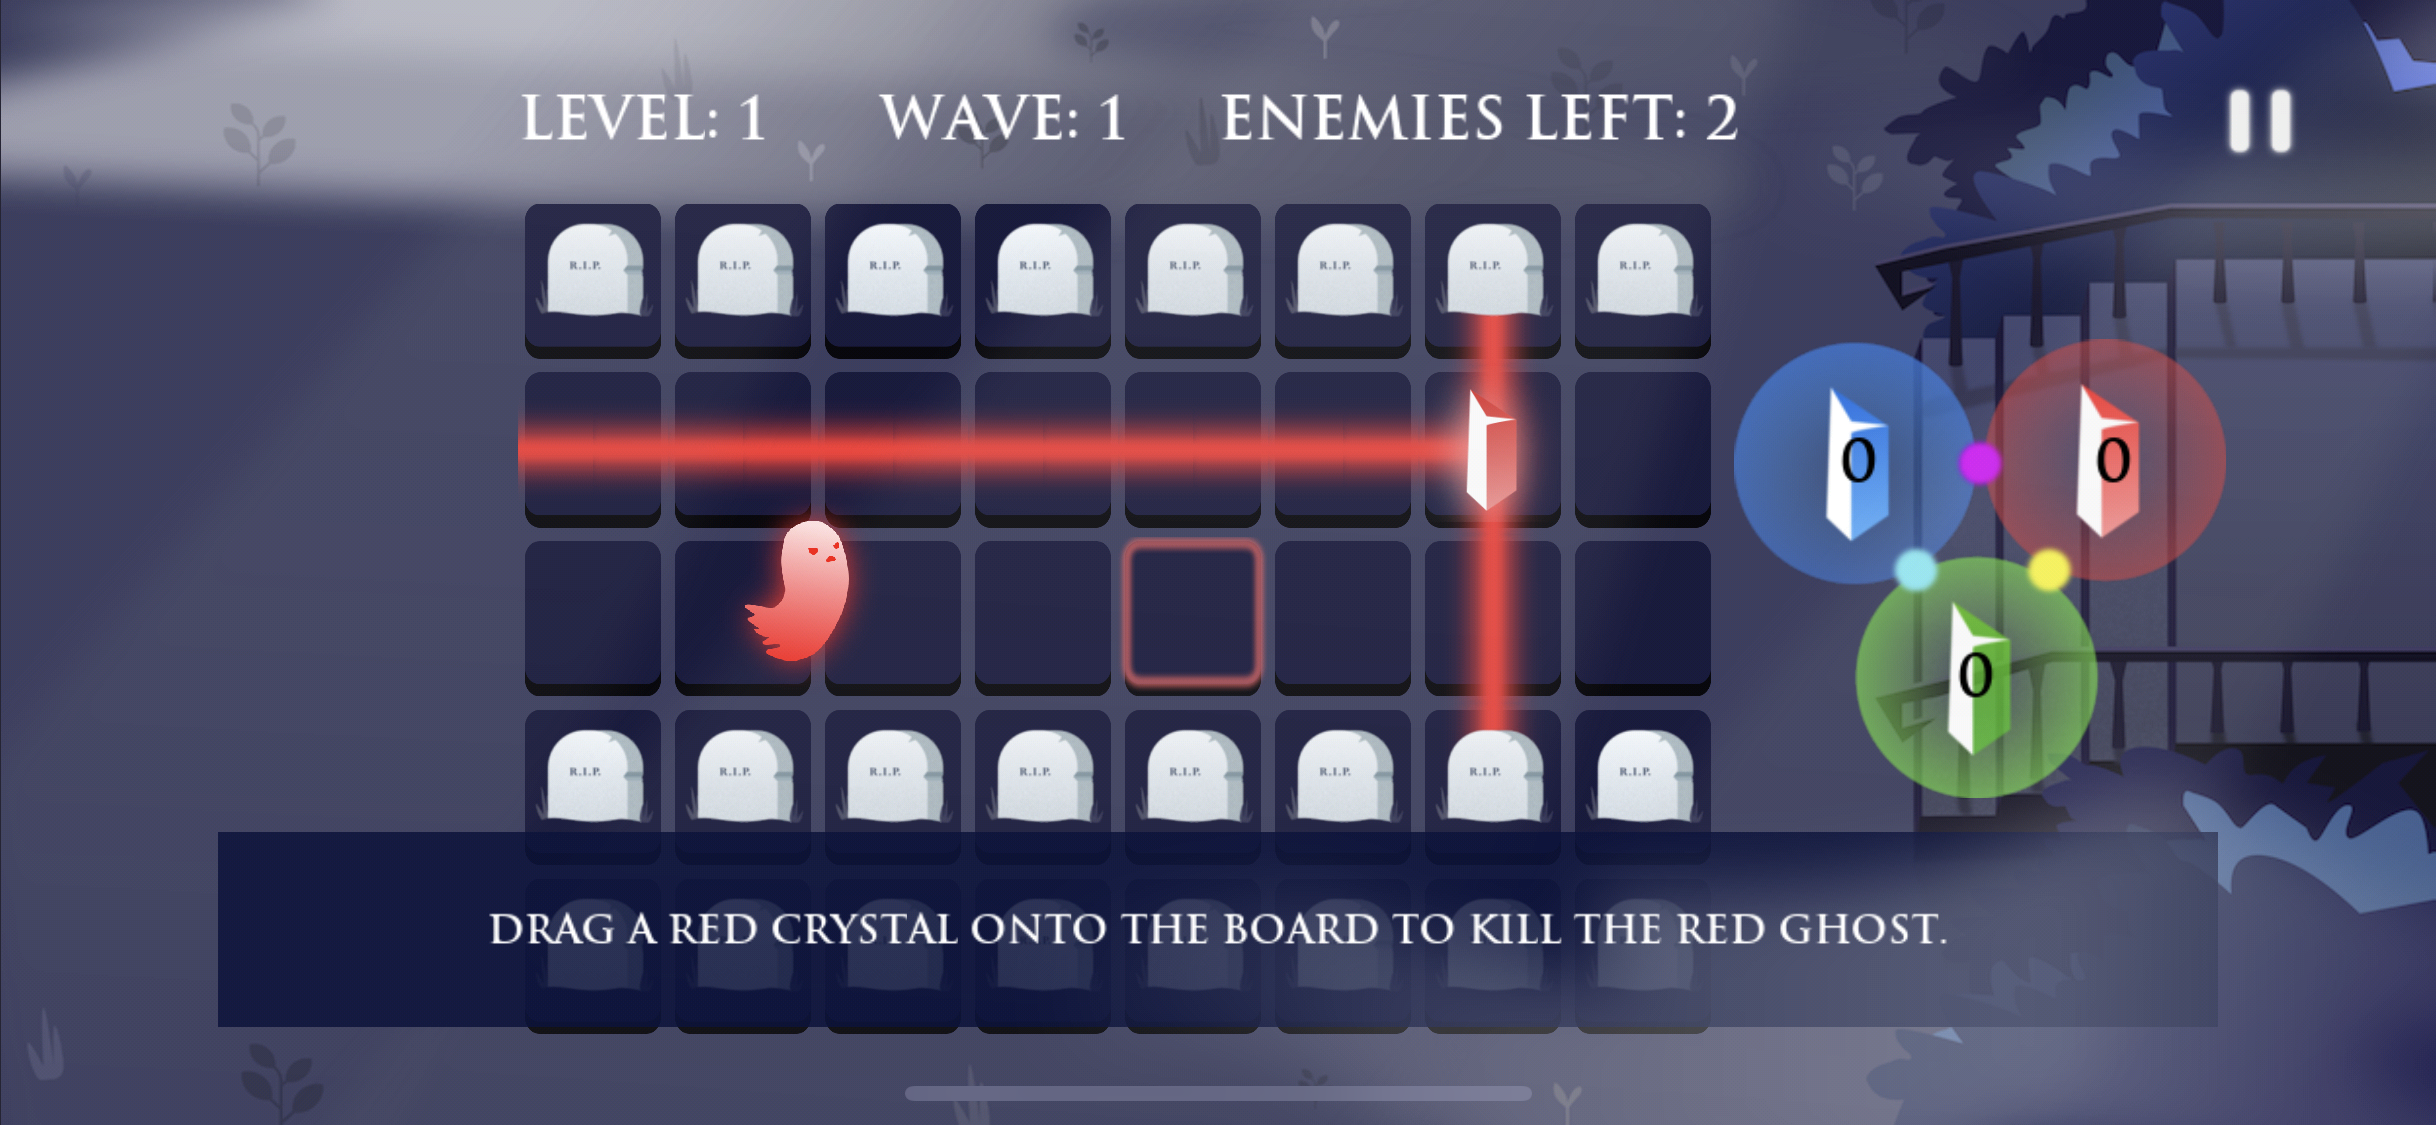 LEVEL: 1 WAVE: 1 ENEMIES LEFT: 2
R.I.P. R.I.P. R.I.P. R.I.P. R.I.P. R.I.P. R.I.P. R.I.P.
0 0
0
R.I.P. R.I.P. R.I.P. R.I.P. R.I.P. R.I.P. R.I.P. R.I.P.
DRAG A RED CRYSTAL ONTO THE BOARD TO KILL THE RED GHOST.